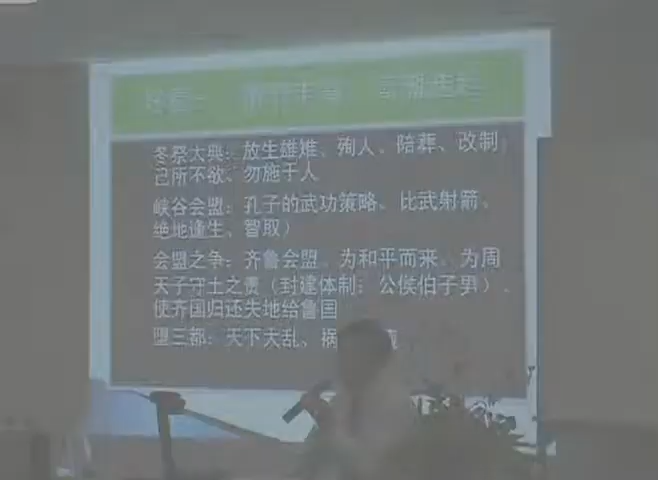 冬祭大典：放生雄雉、殉人、陪葬、改制
己所不欲、勿施于人
峡谷会盟：孔子的武功策略、比武射箭、
绝地逢生、智取）
会盟之争：齐鲁会盟、为和平而来、为周
天子守土之责（封建体制：公侯伯子男）、
使齐国归还失地给鲁国
堕三都：天下大乱、祸